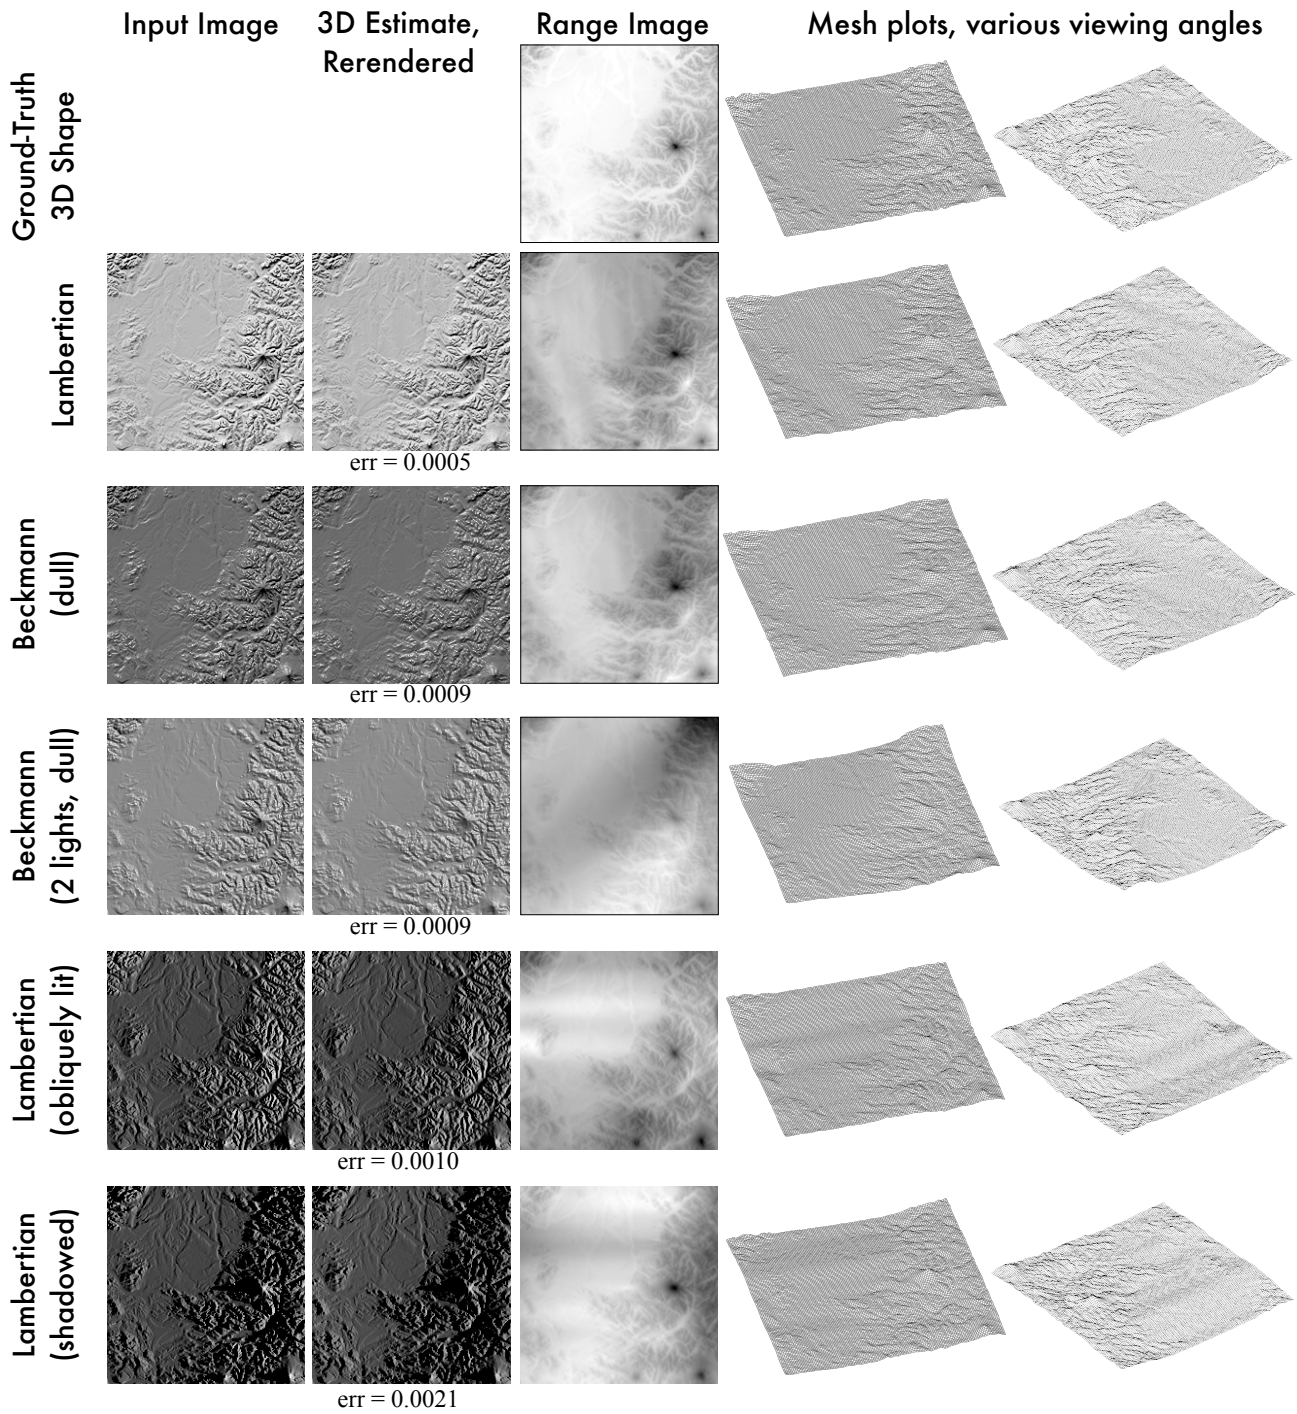 Input Image
3D Estimate,
Rerendered
Range Image
Mesh plots, various viewing angles
Ground-Truth
3D Shape
Lambertian
err = 0.0005
Beckmann
(dull)
err = 0.0009
Beckmann
(2 lights, dull)
err = 0.0009
Lambertian
(obliquely lit)
err = 0.0010
Lambertian
(shadowed)
err = 0.0021